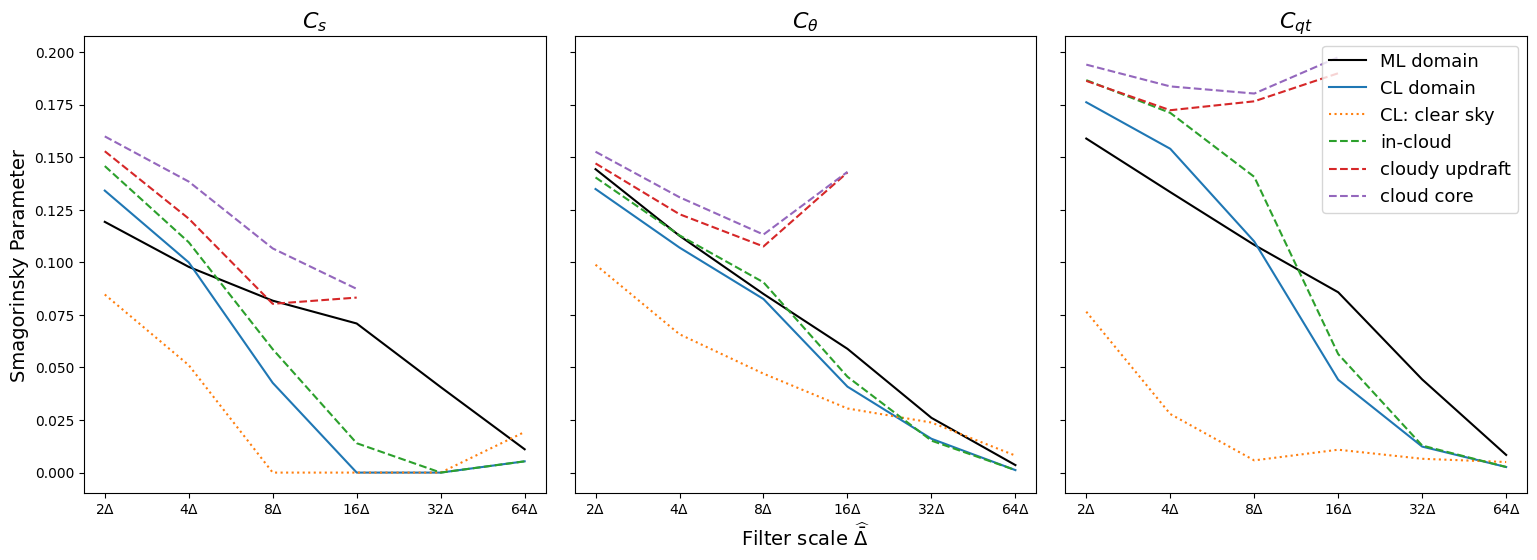 C_s
C_θ
C_qt
Smagorinsky Parameter
0.200
0.175
0.150
0.125
0.100
0.075
0.050
0.025
0.000
ML domain
CL domain
CL: clear sky
in-cloud
cloudy updraft
cloud core
2Δ 4Δ 8Δ 16Δ 32Δ 64Δ
2Δ 4Δ 8Δ 16Δ 32Δ 64Δ
2Δ 4Δ 8Δ 16Δ 32Δ 64Δ
Filter scale \widehat{\bar{Δ}}